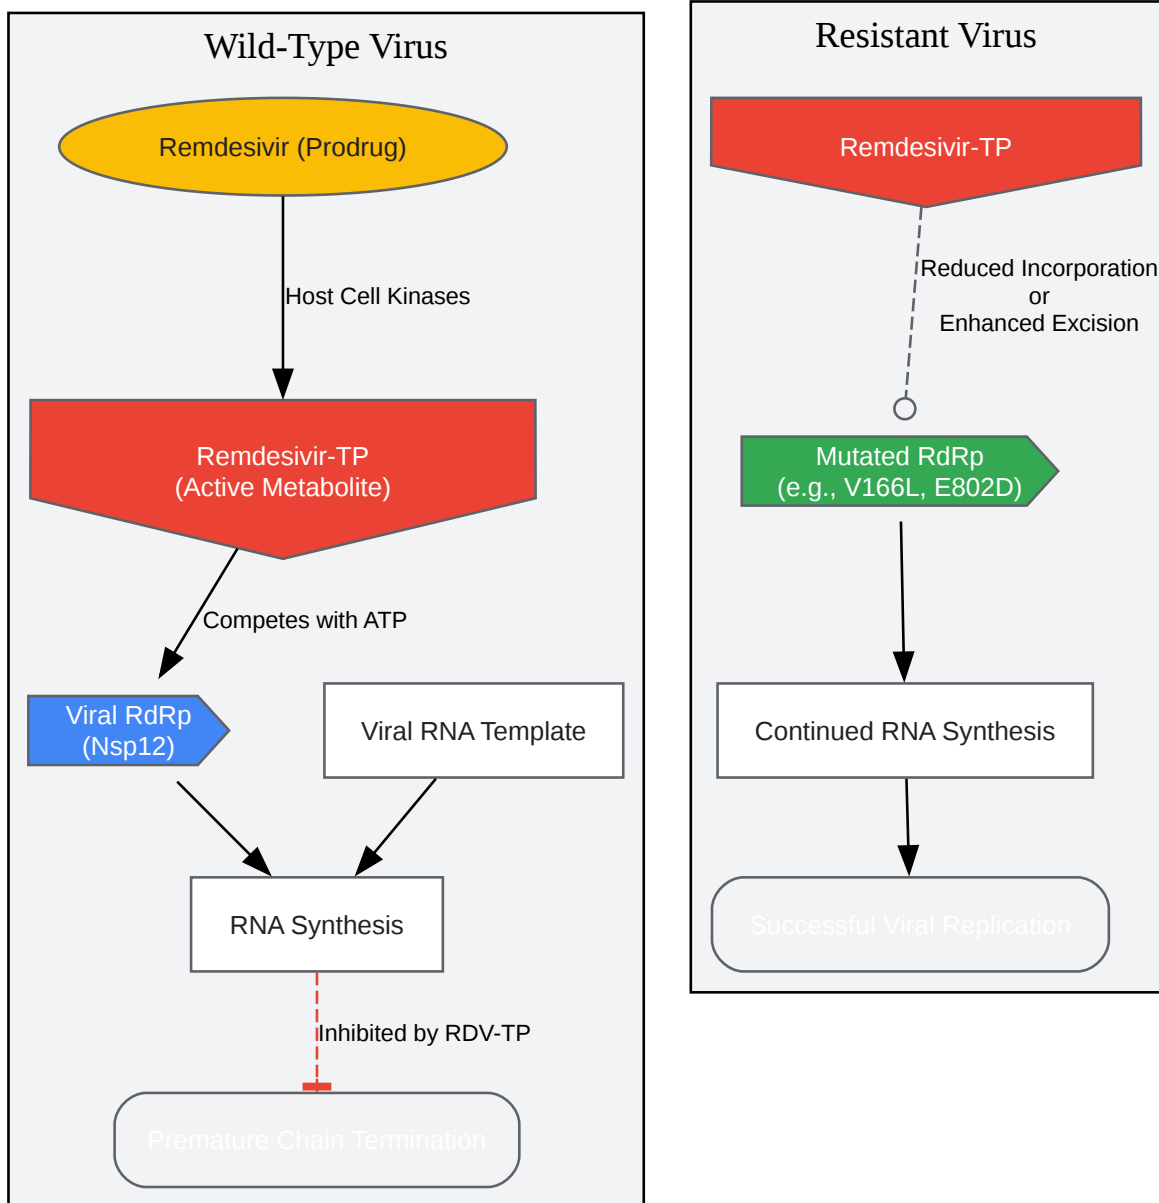 Wild-Type Virus
Remdesivir (Prodrug)
Host Cell Kinases
Remdesivir-TP
(Active Metabolite)
Competes with ATP
Viral RdRp
(Nsp12)
Viral RNA Template
RNA Synthesis
Inhibited by RDV-TP
Premature Chain Termination
Resistant Virus
Remdesivir-TP
Reduced Incorporation
or
Enhanced Excision
Mutated RdRp
(e.g., V166L, E802D)
Continued RNA Synthesis
Successful Viral Replication